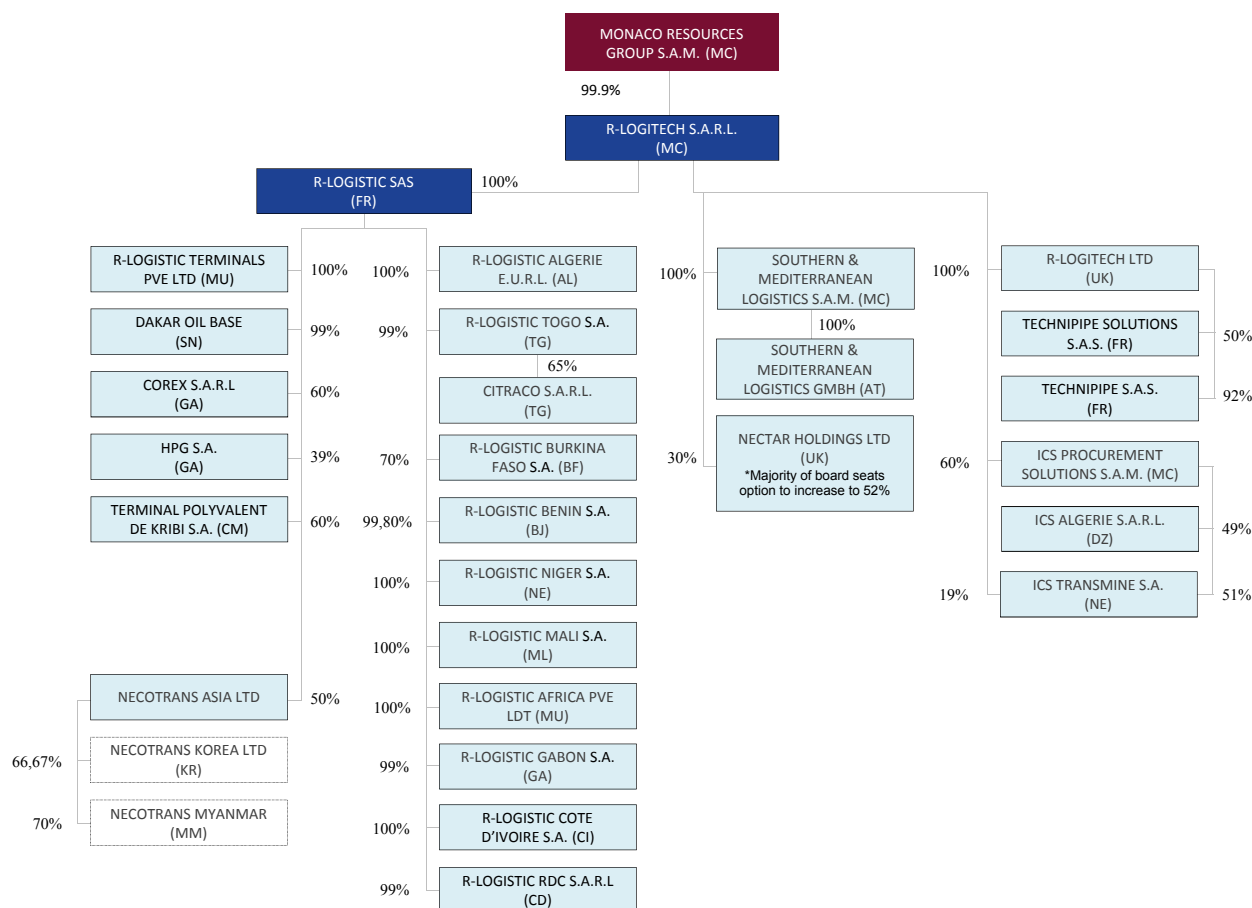 MONACO RESOURCES
GROUP S.A.M. (MC)
99.9%
R-LOGITECH S.A.R.L.
(MC)
R-LOGISTIC SAS
(FR)
100%
R-LOGISTIC TERMINALS
PVE LTD (MU)
100%
DAKAR OIL BASE
(SN)
99%
COREX S.A.R.L
(GA)
60%
HPG S.A.
(GA)
39%
TERMINAL POLYVALENT
DE KRIBI S.A. (CM)
60%
NECOTRANS ASIA LTD
50%
66,67%
NECOTRANS KOREA LTD
(KR)
70%
NECOTRANS MYANMAR
(MM)
100%
R-LOGISTIC ALGERIE
E.U.R.L. (AL)
99%
R-LOGISTIC TOGO S.A.
(TG)
65%
CITRACO S.A.R.L.
(TG)
70%
R-LOGISTIC BURKINA
FASO S.A. (BF)
99,80%
R-LOGISTIC BENIN S.A.
(BJ)
100%
R-LOGISTIC NIGER S.A.
(NE)
100%
R-LOGISTIC MALI S.A.
(ML)
100%
R-LOGISTIC AFRICA PVE
LDT (MU)
99%
R-LOGISTIC GABON S.A.
(GA)
100%
R-LOGISTIC COTE
D'IVOIRE S.A. (CI)
99%
R-LOGISTIC RDC S.A.R.L
(CD)
100%
SOUTHERN &
MEDITERRANEAN
LOGISTICS S.A.M. (MC)
100%
SOUTHERN &
MEDITERRANEAN
LOGISTICS GMBH (AT)
30%
NECTAR HOLDINGS LTD
(UK)
*Majority of board seats
option to increase to 52%
100%
R-LOGITECH LTD
(UK)
TECHNIPIPE SOLUTIONS
S.A.S. (FR)
50%
TECHNIPIPE S.A.S.
(FR)
92%
60%
ICS PROCUREMENT
SOLUTIONS S.A.M. (MC)
ICS ALGERIE S.A.R.L.
(DZ)
49%
19%
ICS TRANSMINE S.A.
(NE)
51%